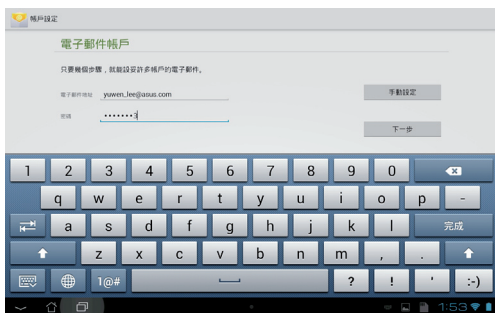 帳戶設定
電子郵件帳戶
只要幾個步驟，就能設妥許多帳戶的電子郵件。
電子郵件地址 yuwen_lee@asus.com
手動設定
密碼 •••••••3
下一步
1 2 3 4 5 6 7 8 9 0
q w e r t y u i o p -
a s d f g h j k l 完成
z x c v b n m , .
1@# ? ! ' :-)
1:53